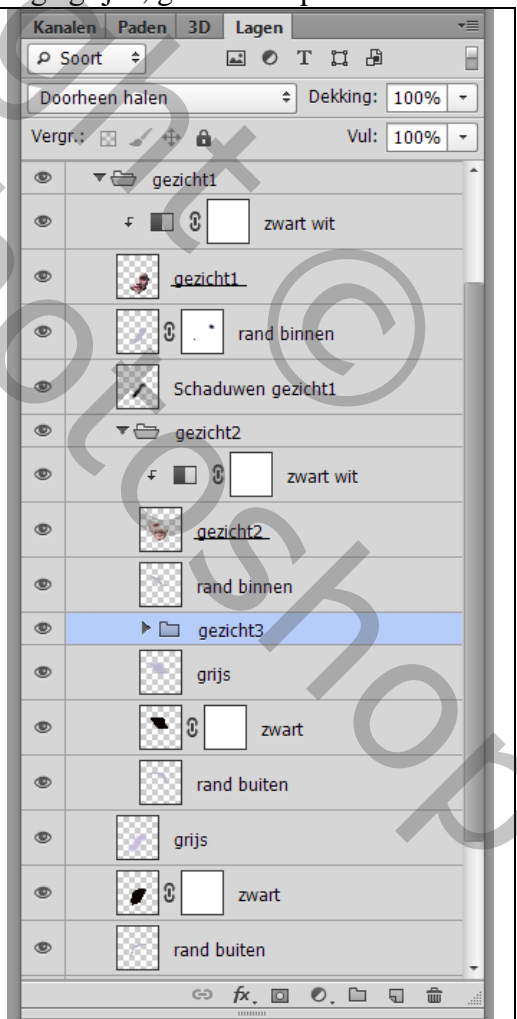 Kanalen Paden 3D Lagen
Soort
Doorheen halen Dekking: 100%
Vergr.: Vul: 100%
gezicht1
zwart wit
gezicht1
rand binnen
Schaduwen gezicht1
gezicht2
zwart wit
gezicht2
rand binnen
gezicht3
grijs
zwart
rand buiten
grijs
zwart
rand buiten
fx